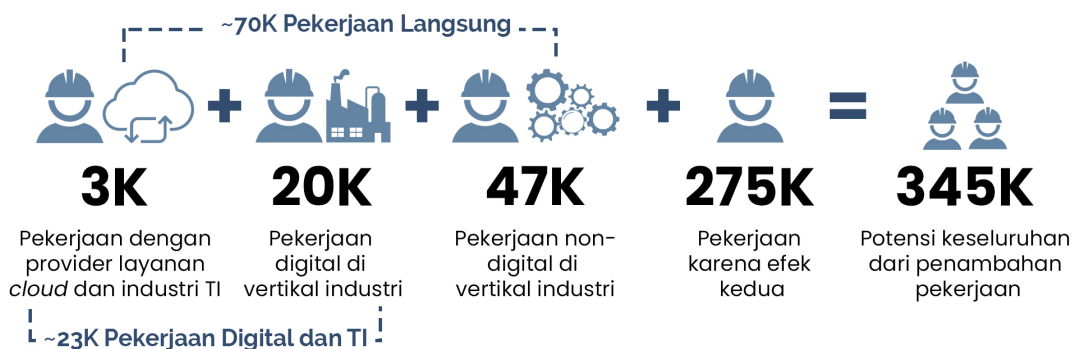 ~70K Pekerjaan Langsung
3K
Pekerjaan dengan
provider layanan
cloud dan industri TI
20K
Pekerjaan
digital di
vertikal industri
47K
Pekerjaan non-
digital di
vertikal industri
275K
Pekerjaan
karena efek
kedua
345K
Potensi keseluruhan
dari penambahan
pekerjaan
~23K Pekerjaan Digital dan TI